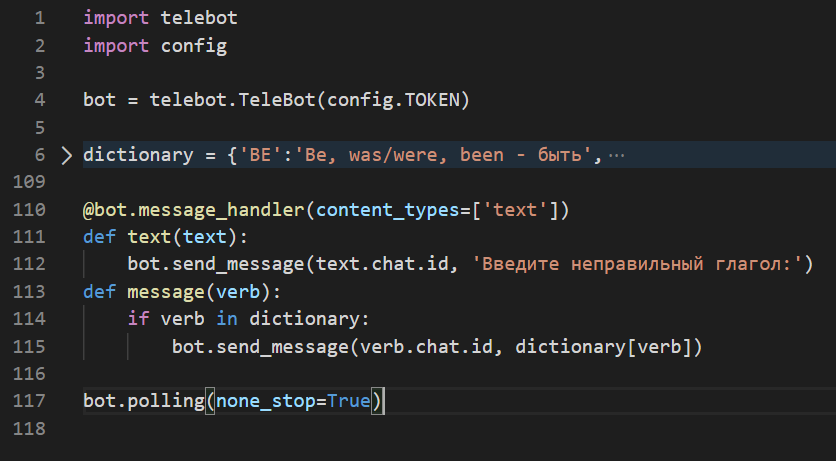 1 import telebot
2 import config
3
4 bot = telebot.TeleBot(config.TOKEN)
5
6 > dictionary = {'BE':'Be, was/were, been - быть', ···
109
110 @bot.message_handler(content_types=['text'])
111 def text(text):
112     bot.send_message(text.chat.id, 'Введите неправильный глагол:')
113 def message(verb):
114     if verb in dictionary:
115         bot.send_message(verb.chat.id, dictionary[verb])
116
117 bot.polling(none_stop=True)
118